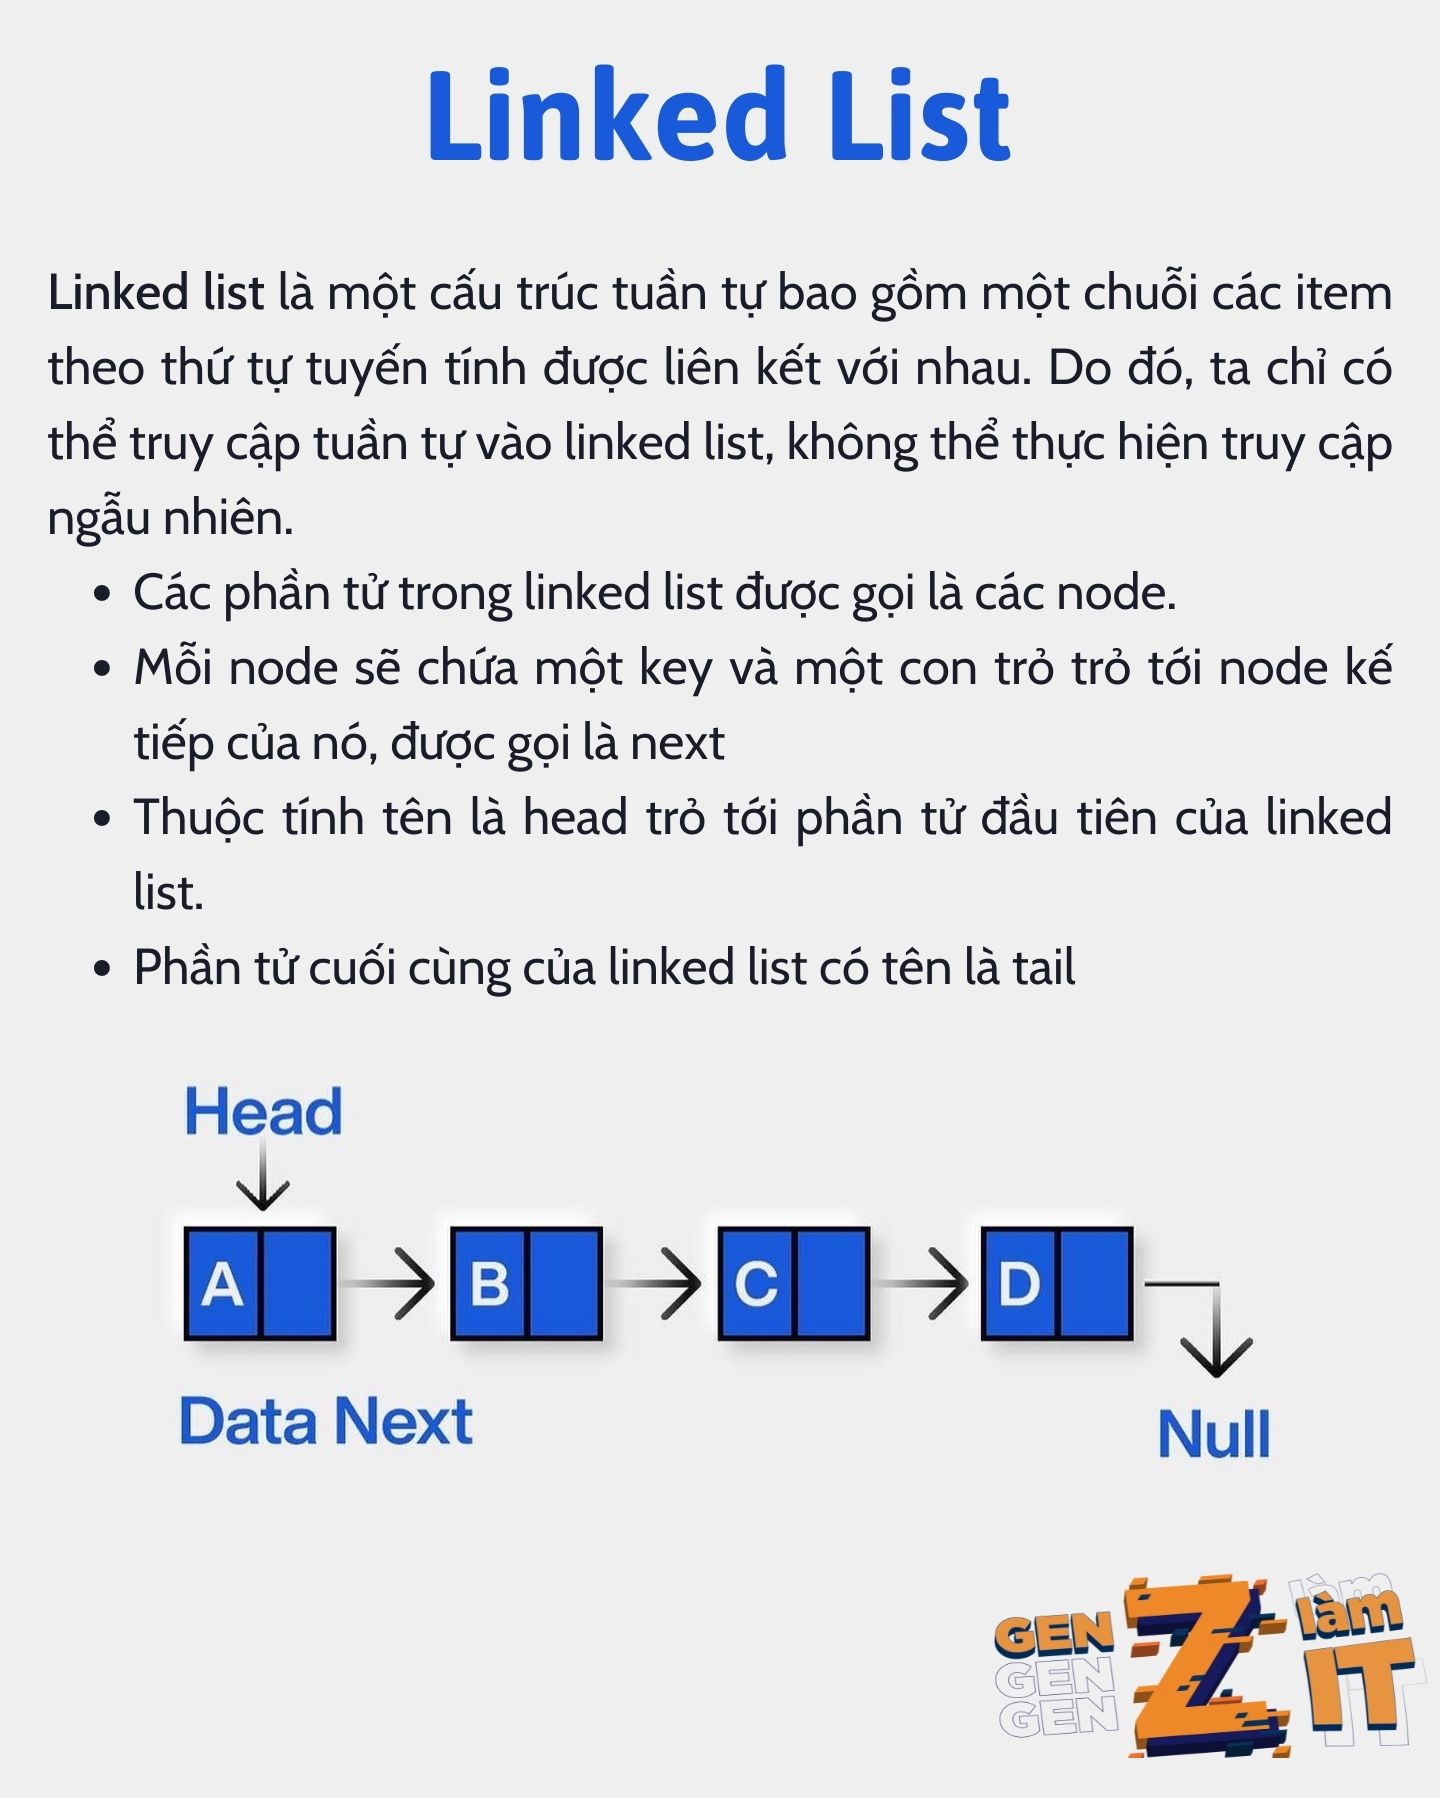 Linked List
Linked list là một cấu trúc tuần tự bao gồm một chuỗi các item
theo thứ tự tuyến tính được liên kết với nhau. Do đó, ta chỉ có
thể truy cập tuần tự vào linked list, không thể thực hiện truy cập
ngẫu nhiên.
• Các phần tử trong linked list được gọi là các node.
• Mỗi node sẽ chứa một key và một con trỏ trỏ tới node kế
tiếp của nó, được gọi là next
• Thuộc tính tên là head trỏ tới phần tử đầu tiên của linked
list.
• Phần tử cuối cùng của linked list có tên là tail
Head
A B C D
Data Next
Null
GEN Z làm
GEN IT
GEN